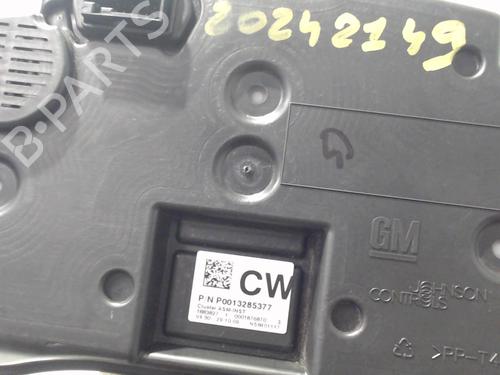 20242149
B-PARTS
GM
JOHNSON
CONTROLS
CW
P/N P0013285377
Cluster ASM-INST
>PP-T